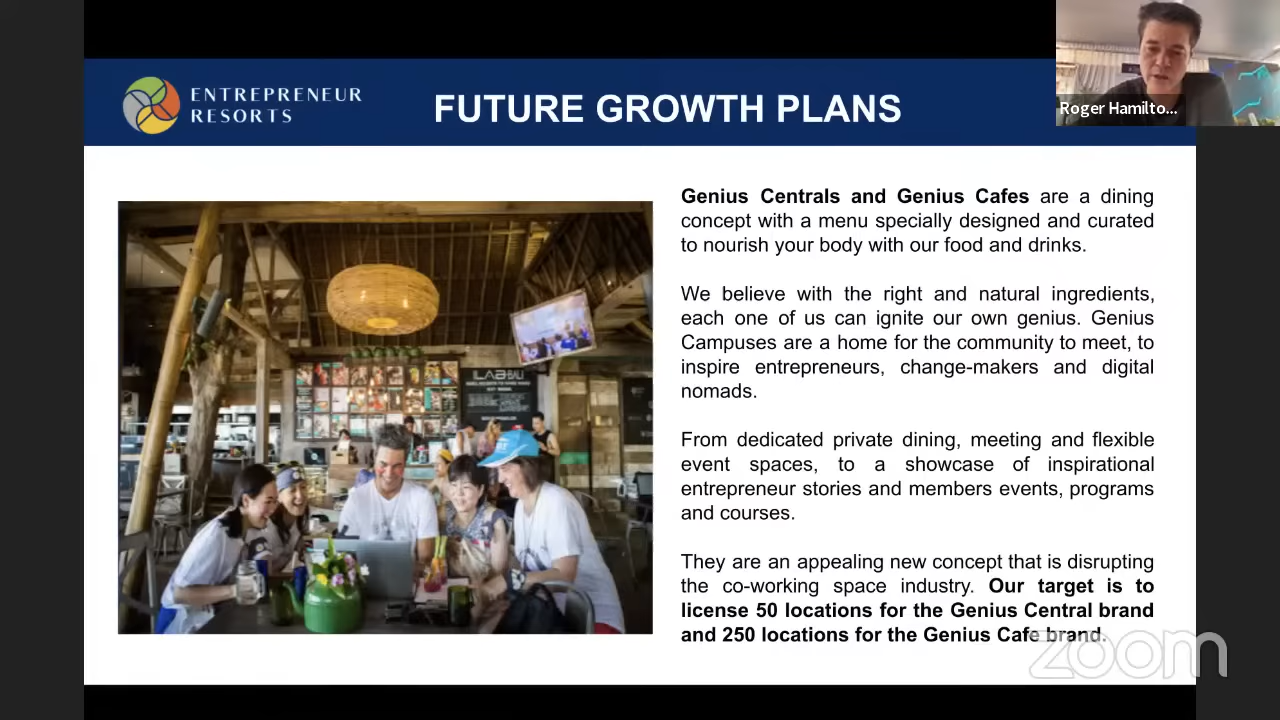 ENTREPRENEUR
RESORTS
FUTURE GROWTH PLANS
Roger Hamilto...
Genius Centrals and Genius Cafes are a dining
concept with a menu specially designed and curated
to nourish your body with our food and drinks.
We believe with the right and natural ingredients,
each one of us can ignite our own genius. Genius
Campuses are a home for the community to meet, to
inspire entrepreneurs, change-makers and digital
nomads.
From dedicated private dining, meeting and flexible
event spaces, to a showcase of inspirational
entrepreneur stories and members events, programs
and courses.
They are an appealing new concept that is disrupting
the co-working space industry. Our target is to
license 50 locations for the Genius Central brand
and 250 locations for the Genius Cafe brand.
zoom